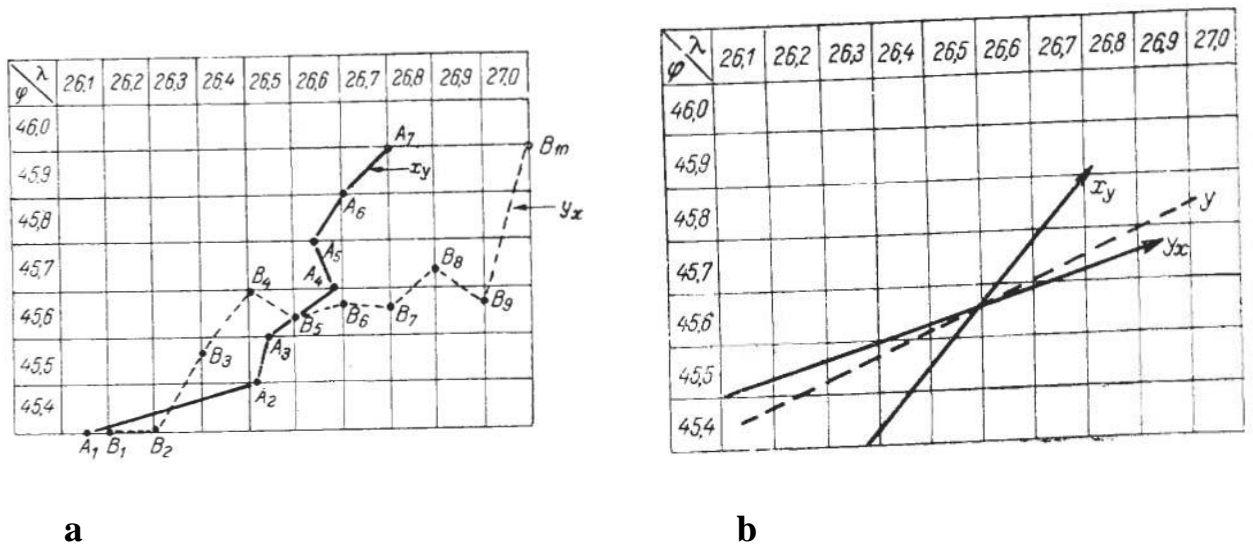 λ φ 26.1 26.2 26.3 26.4 26.5 26.6 26.7 26.8 26.9 27.0
46,0
45,9
45,8
45,7
45,6
45,5
45,4
A7
xy
Bm
A6
yx
A5
A4
B8
B4
B9
B5
B6
B7
A3
B3
A2
A1 B1 B2
a
λ φ 26,1 26,2 26,3 26,4 26,5 26,6 26,7 26,8 26,9 27,0
46,0
45,9
45,8
45,7
45,6
45,5
45,4
xy
y
yx
b